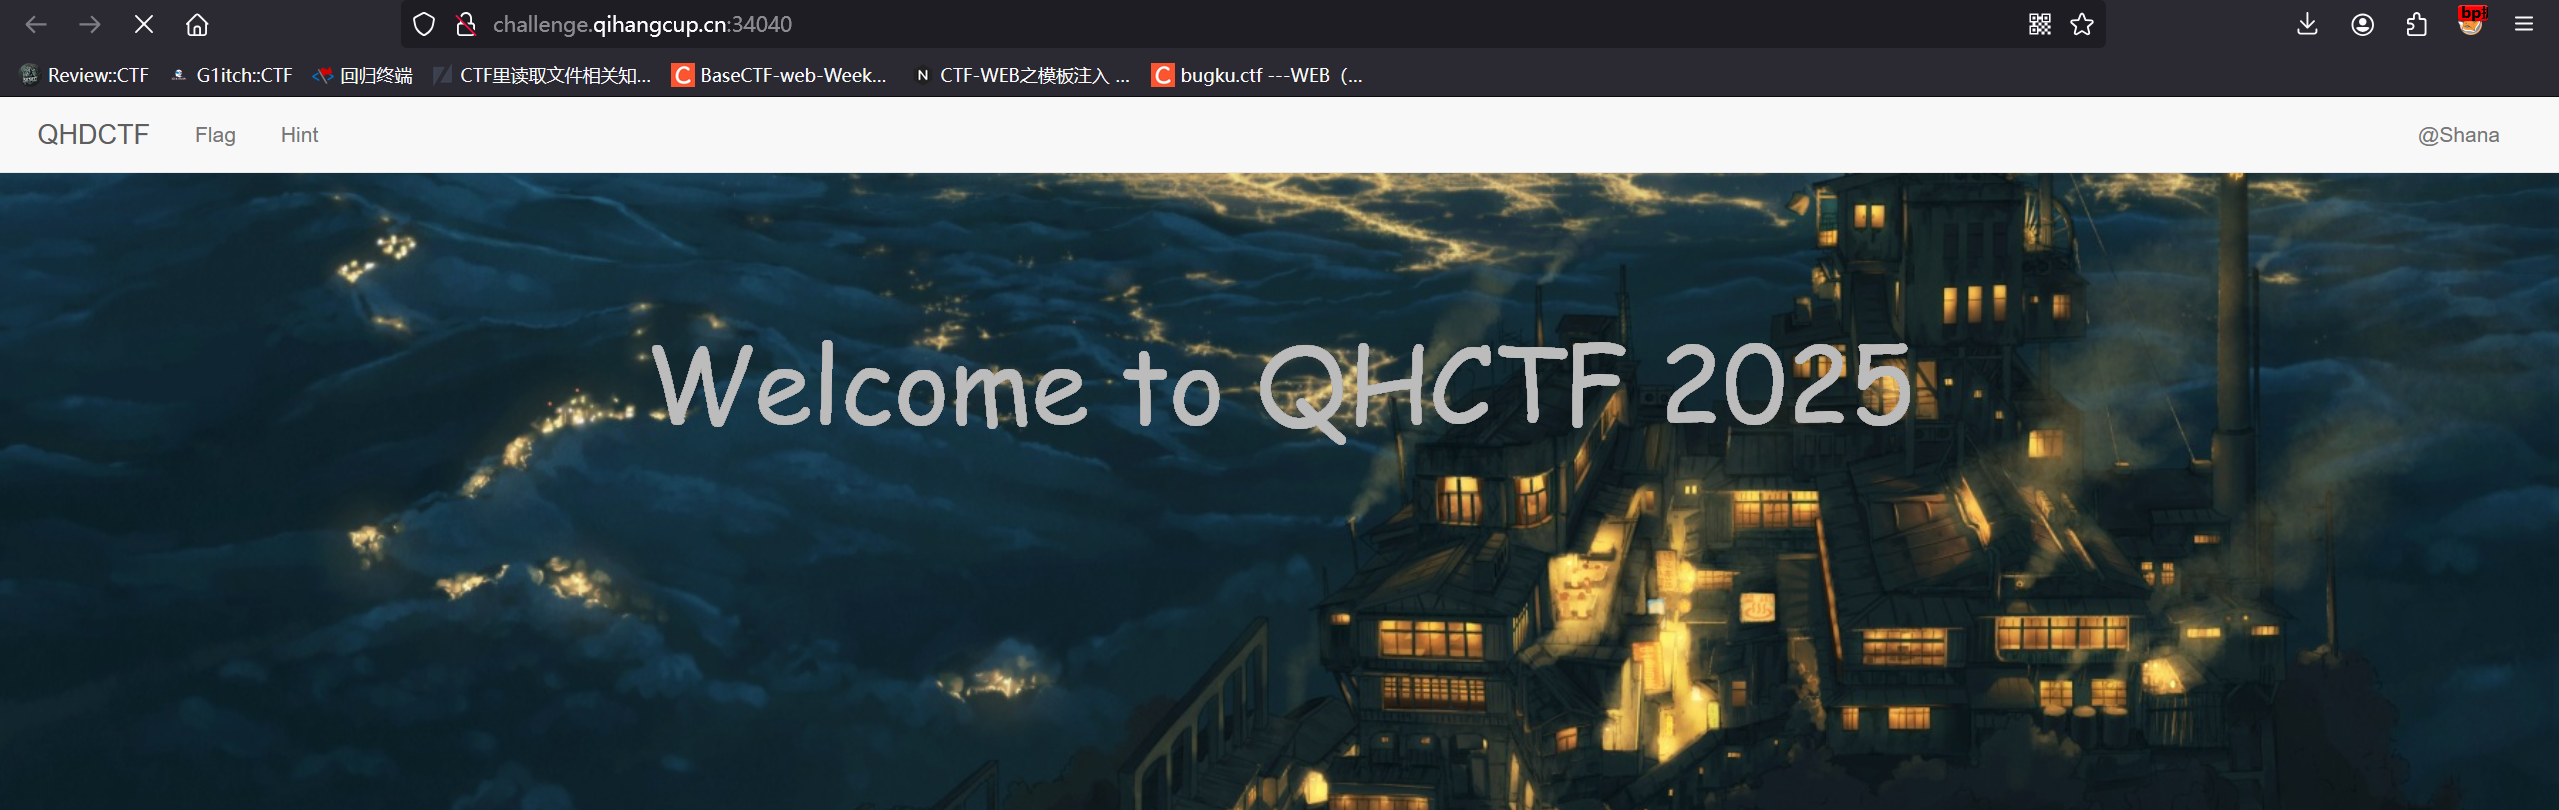 challenge.qihangcup.cn:34040
bp
Review::CTF G1itch::CTF 回归终端 CTF里读取文件相关知... BaseCTF-web-Week... N CTF-WEB之模板注入 ... C bugku.ctf ---WEB（...
QHDCTF Flag Hint @Shana
Welcome to QHCTF 2025